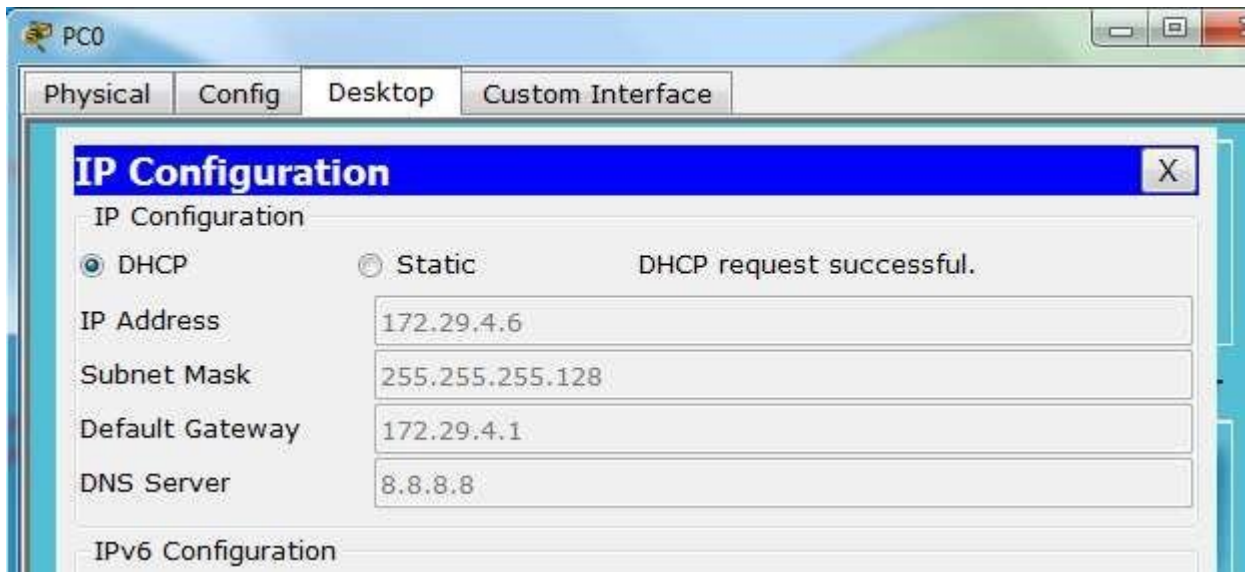 PC0
Physical Config Desktop Custom Interface
IP Configuration X
IP Configuration
DHCP Static DHCP request successful.
IP Address 172.29.4.6
Subnet Mask 255.255.255.128
Default Gateway 172.29.4.1
DNS Server 8.8.8.8
IPv6 Configuration